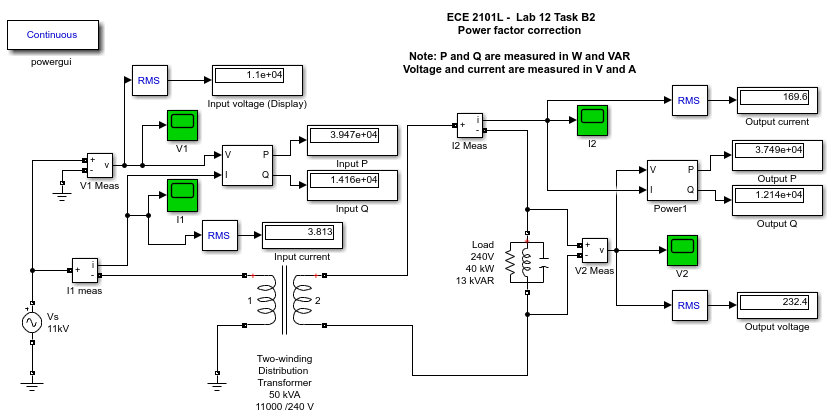 ECE 2101L - Lab 12 Task B2
Power factor correction
Note: P and Q are measured in W and VAR
Voltage and current are measured in V and A
Continuous
powergui
RMS
1.1e+04
Input voltage (Display)
V1
+
-
v
V1 Meas
V
I
P
Q
3.947e+04
Input P
1.416e+04
Input Q
I1
RMS
3.813
Input current
+
i
-
I1 meas
+
Vs
11kV
+
1
+
2
Two-winding
Distribution
Transformer
50 kVA
11000 /240 V
+
i
-
I2 Meas
I2
RMS
169.6
Output current
V
I
P
Q
Power1
3.749e+04
Output P
1.214e+04
Output Q
Load
240V
40 kW
13 kVAR
+
+
-
v
V2 Meas
V2
RMS
232.4
Output voltage